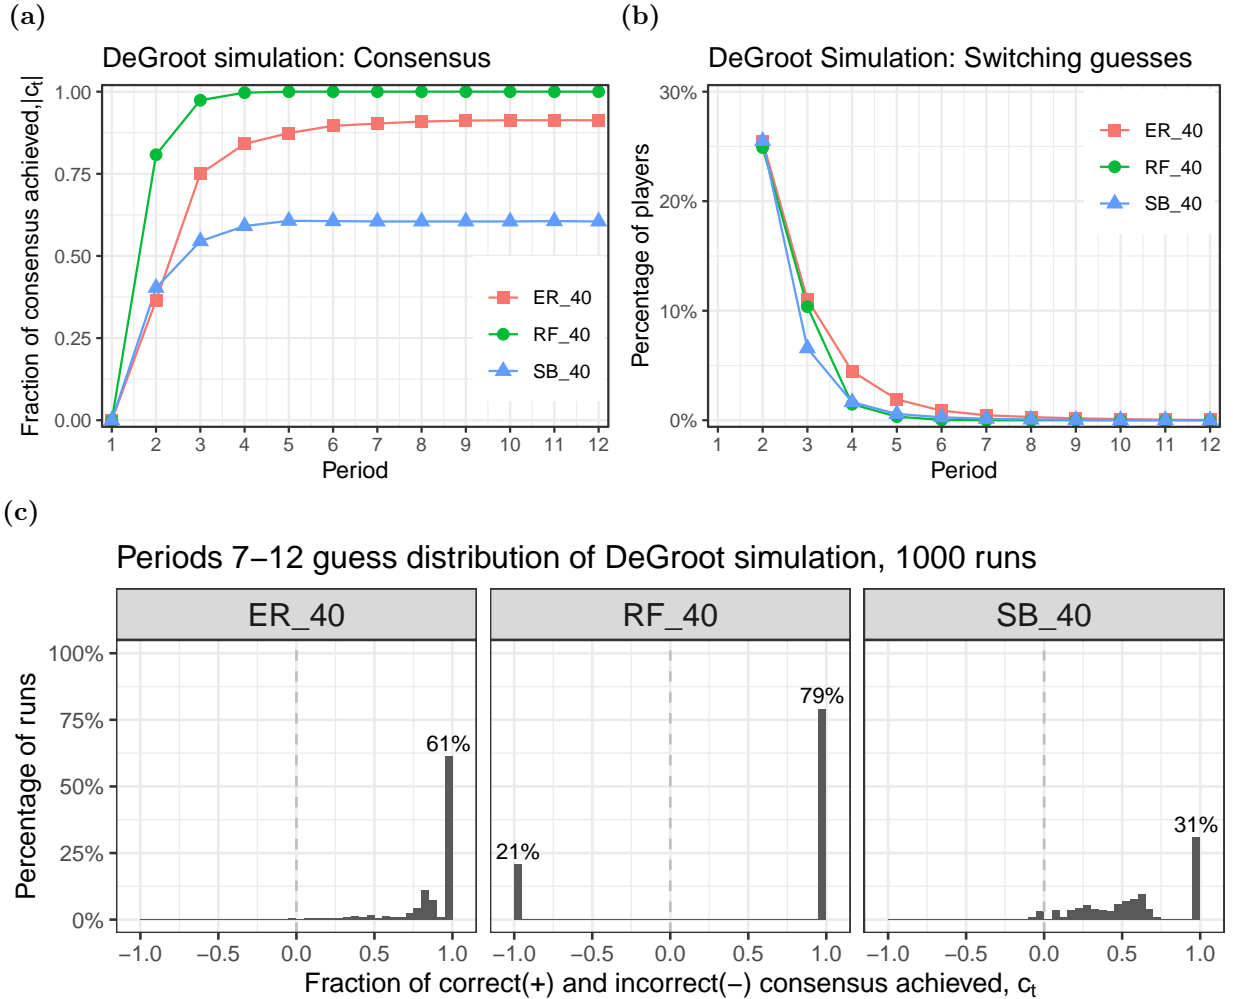 (a)
DeGroot simulation: Consensus
Fraction of consensus achieved,|c_t|
1.00
0.75
0.50
0.25
0.00
ER_40
RF_40
SB_40
1 2 3 4 5 6 7 8 9 10 11 12
Period
(b)
DeGroot Simulation: Switching guesses
Percentage of players
30%
20%
10%
0%
ER_40
RF_40
SB_40
1 2 3 4 5 6 7 8 9 10 11 12
Period
(c)
Periods 7−12 guess distribution of DeGroot simulation, 1000 runs
ER_40 RF_40 SB_40
Percentage of runs
100%
75%
50%
25%
0%
61%
21%
79%
31%
−1.0 −0.5 0.0 0.5 1.0 −1.0 −0.5 0.0 0.5 1.0 −1.0 −0.5 0.0 0.5 1.0
Fraction of correct(+) and incorrect(−) consensus achieved, c_t